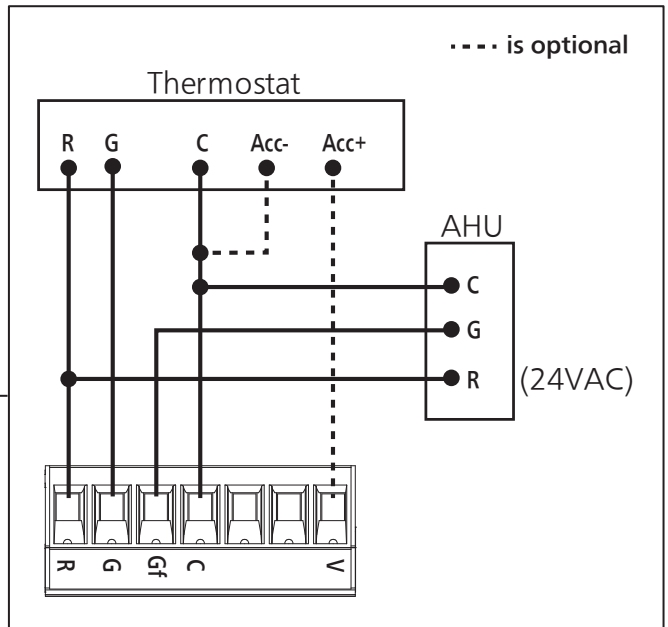 is optional
Thermostat
R G C Acc- Acc+
AHU
C
G
R (24VAC)
R G Gf C V